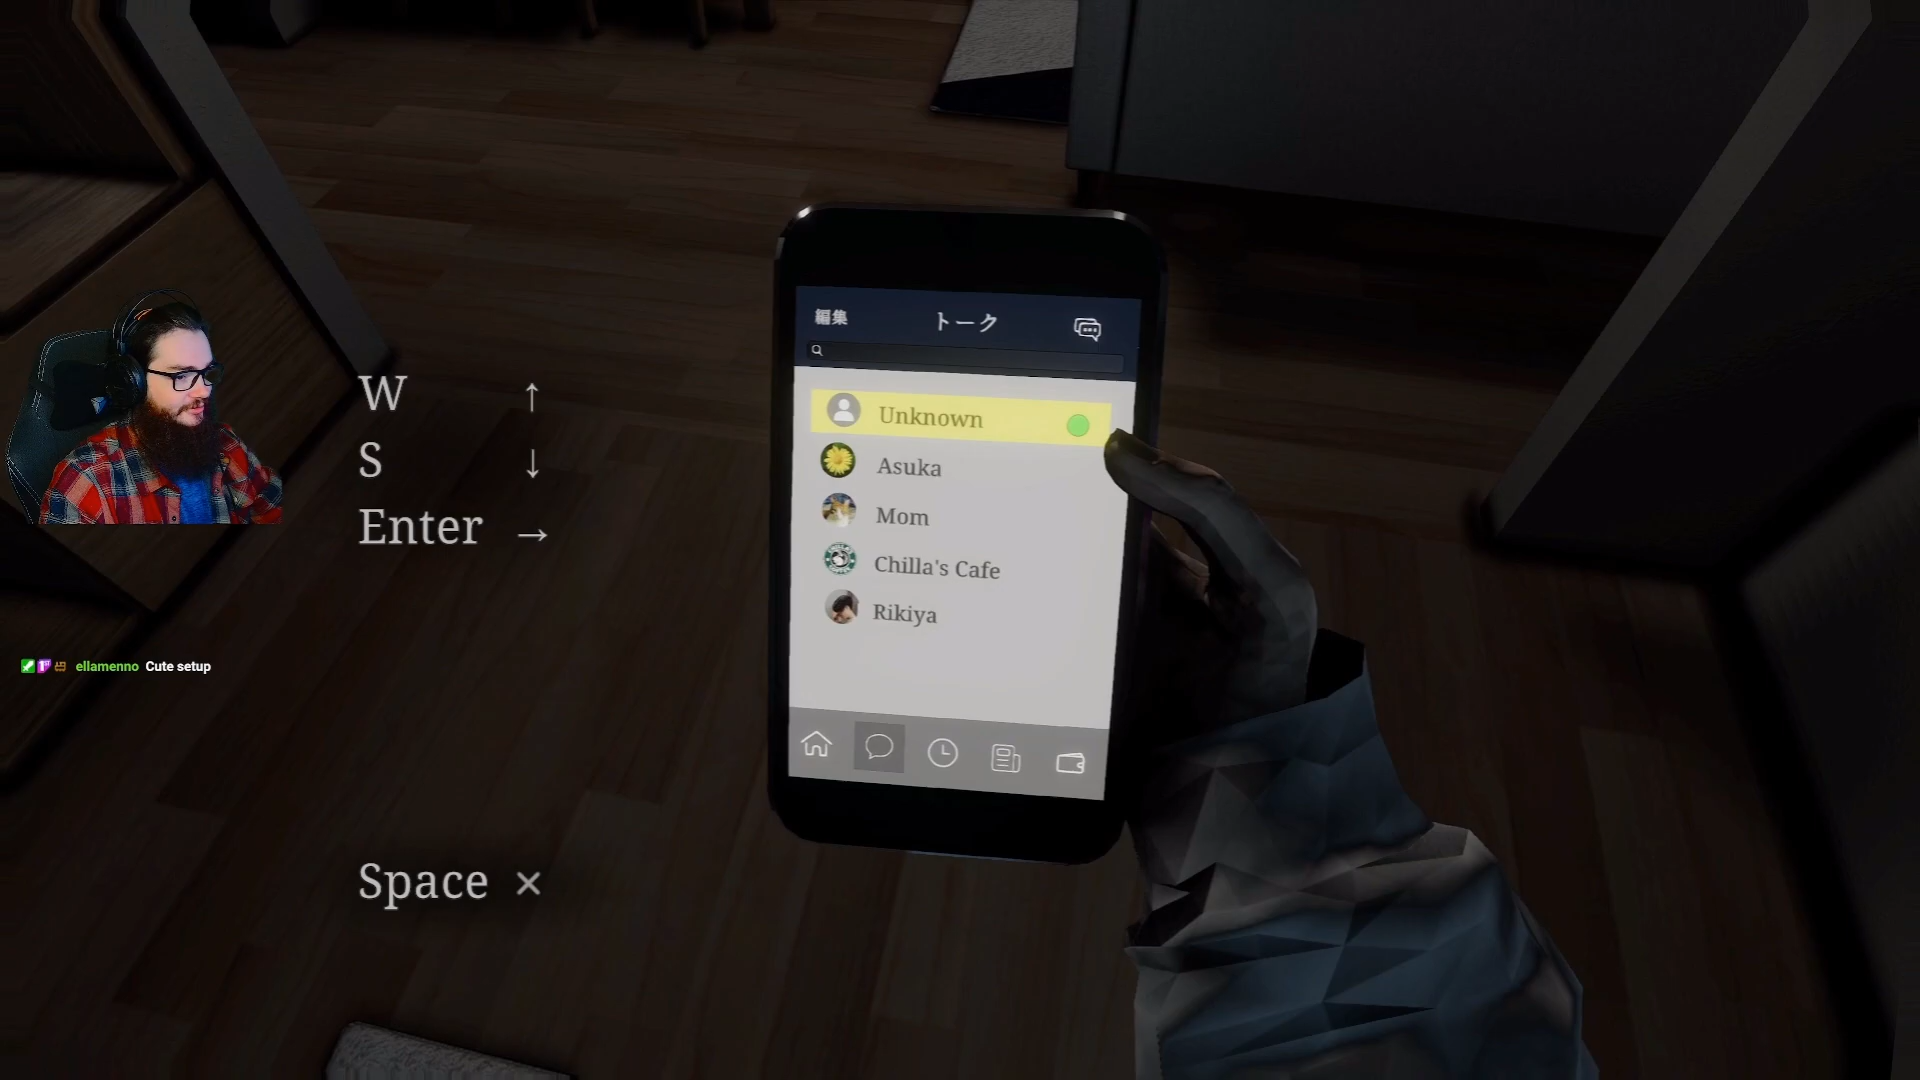 編集
トーク
Unknown
Asuka
Mom
Chilla's Cafe
Rikiya
W ↑
S ↓
Enter →
Space ×
ellamenno Cute setup